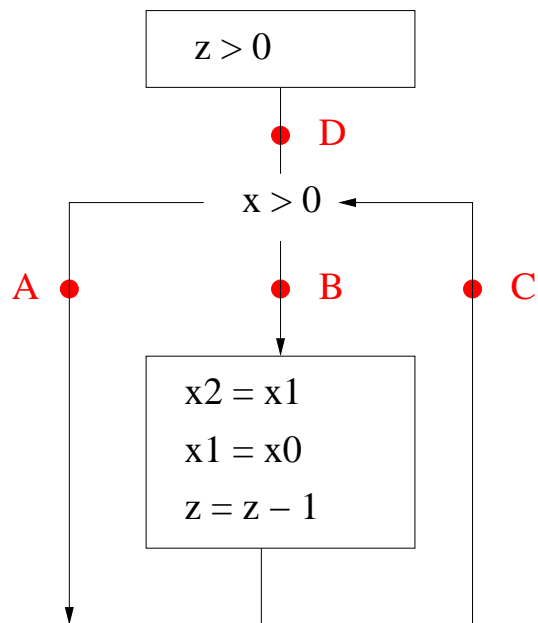 z > 0
D
x > 0
A
B
C
x2 = x1
x1 = x0
z = z – 1